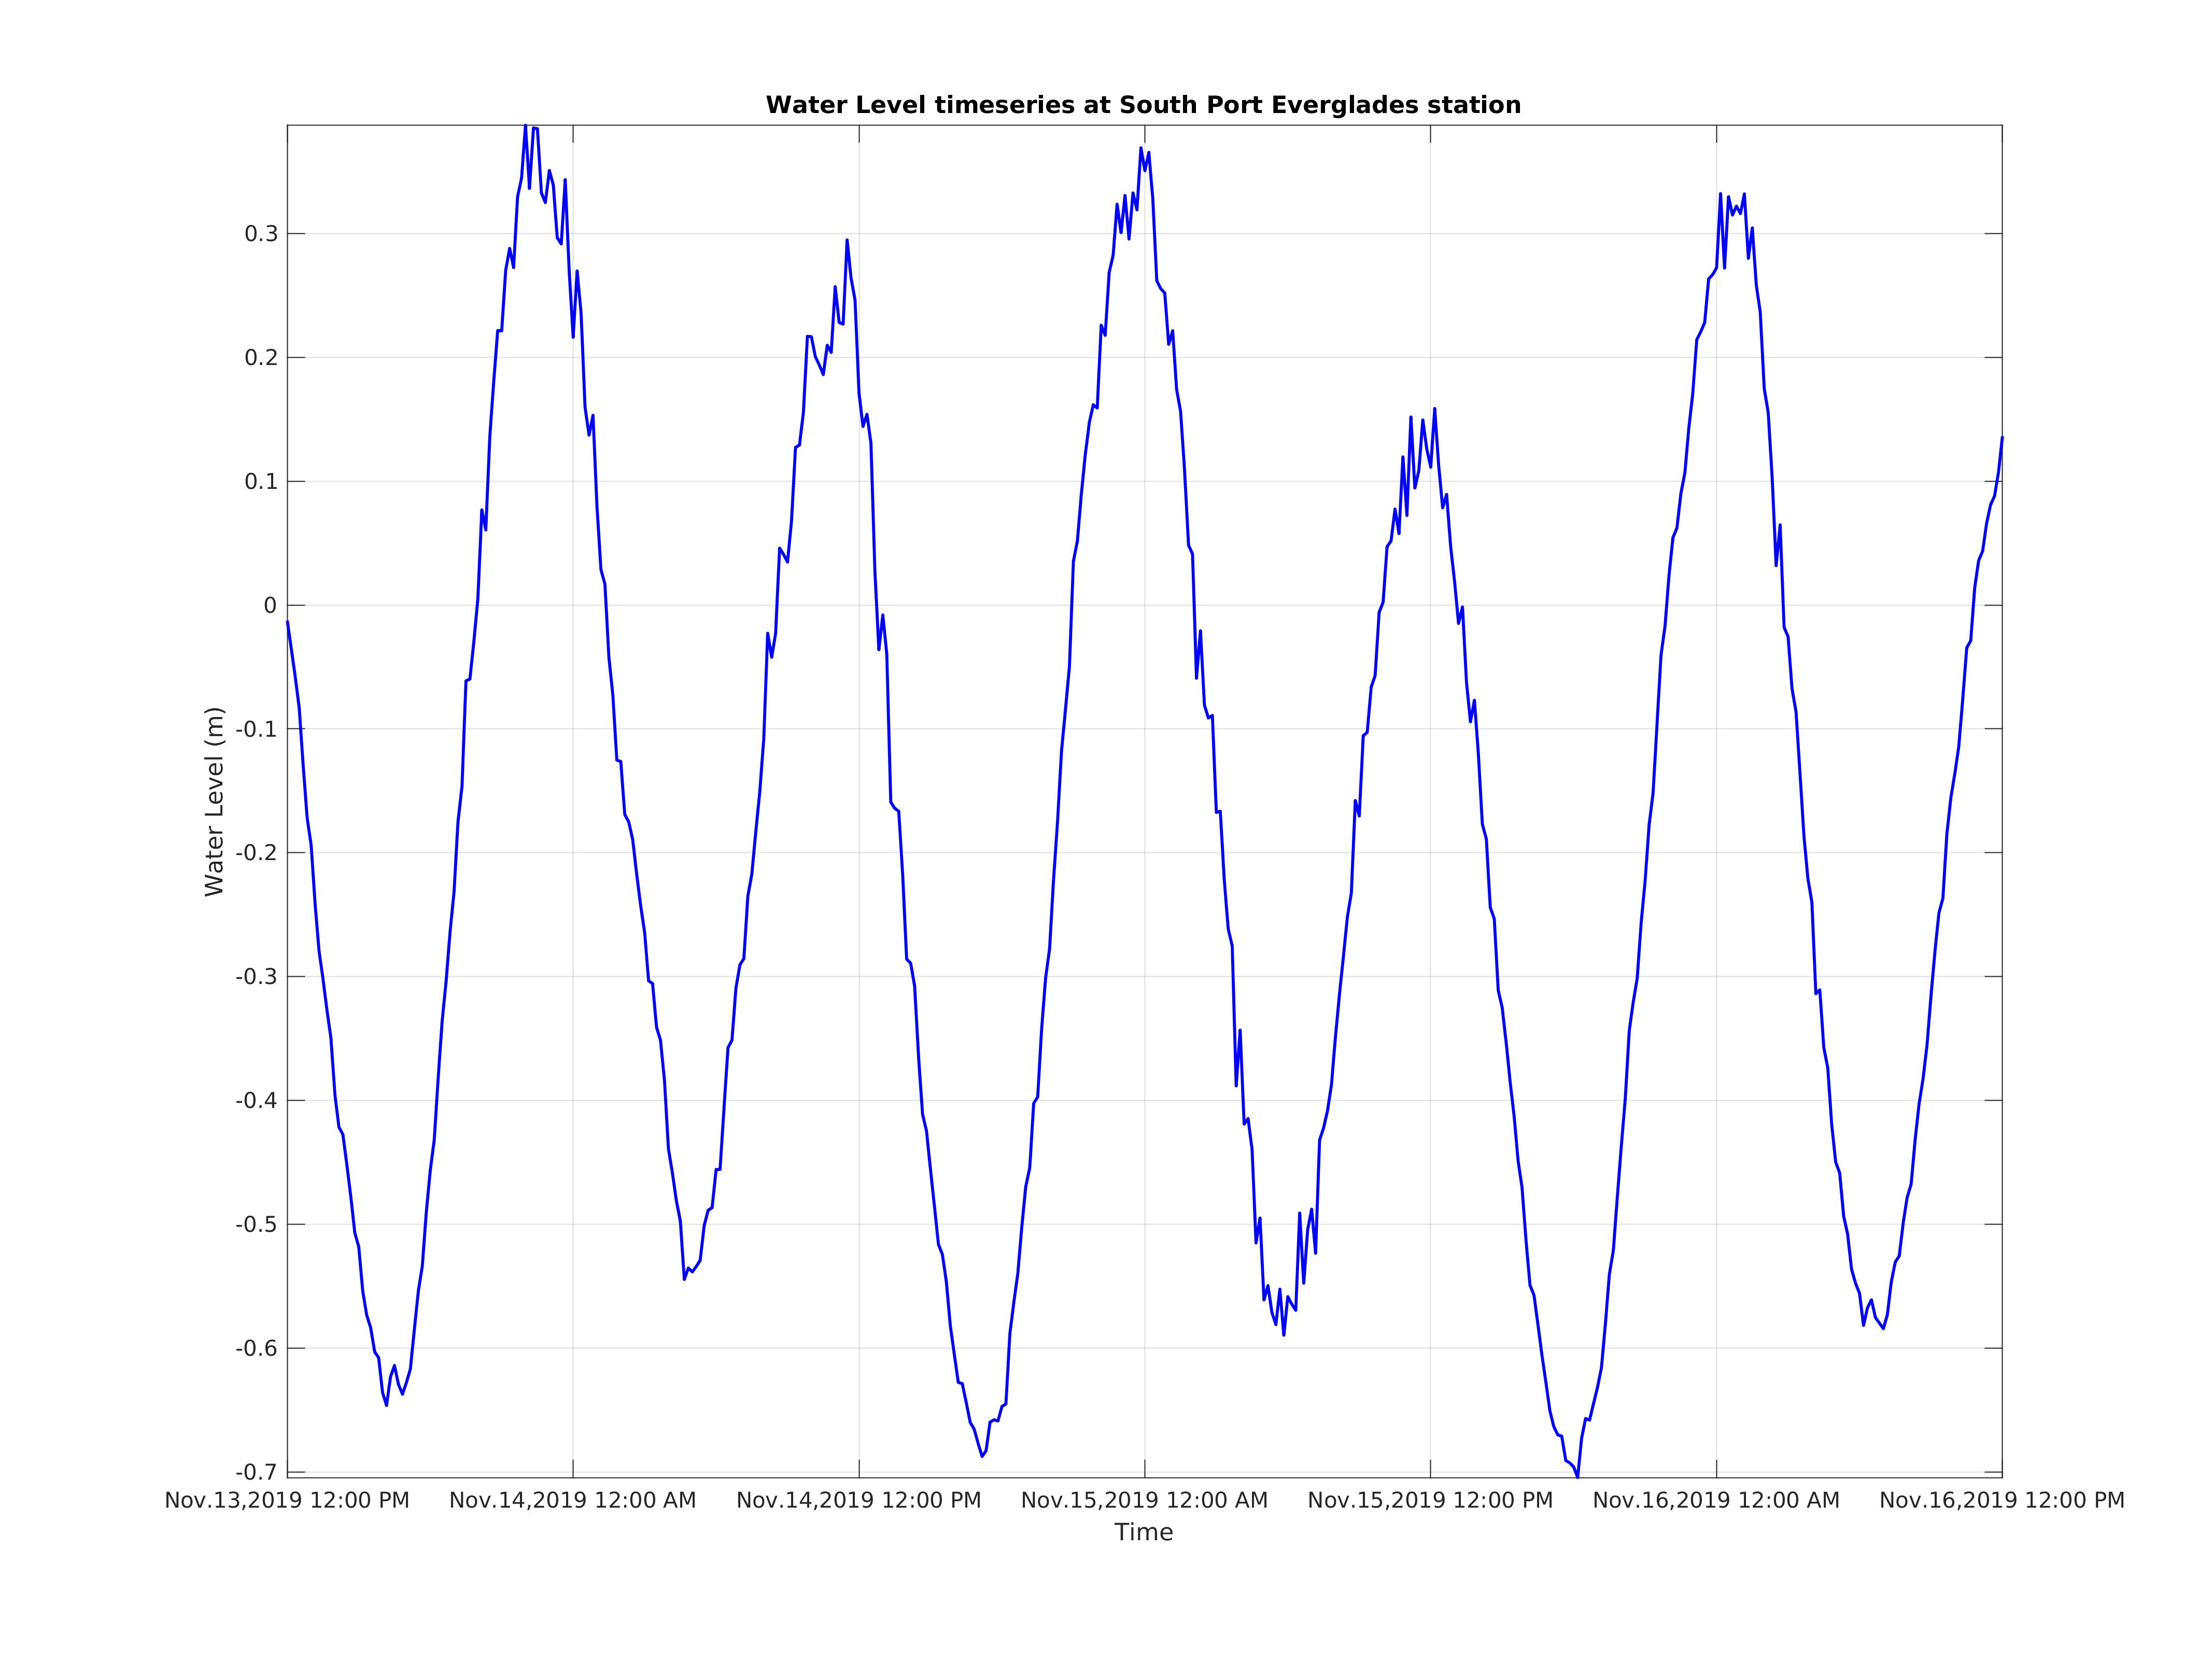 Water Level timeseries at South Port Everglades station
0.3
0.2
0.1
0
-0.1
-0.2
-0.3
-0.4
-0.5
-0.6
-0.7
Water Level (m)
Nov.13,2019 12:00 PM Nov.14,2019 12:00 AM Nov.14,2019 12:00 PM Nov.15,2019 12:00 AM Nov.15,2019 12:00 PM Nov.16,2019 12:00 AM Nov.16,2019 12:00 PM
Time